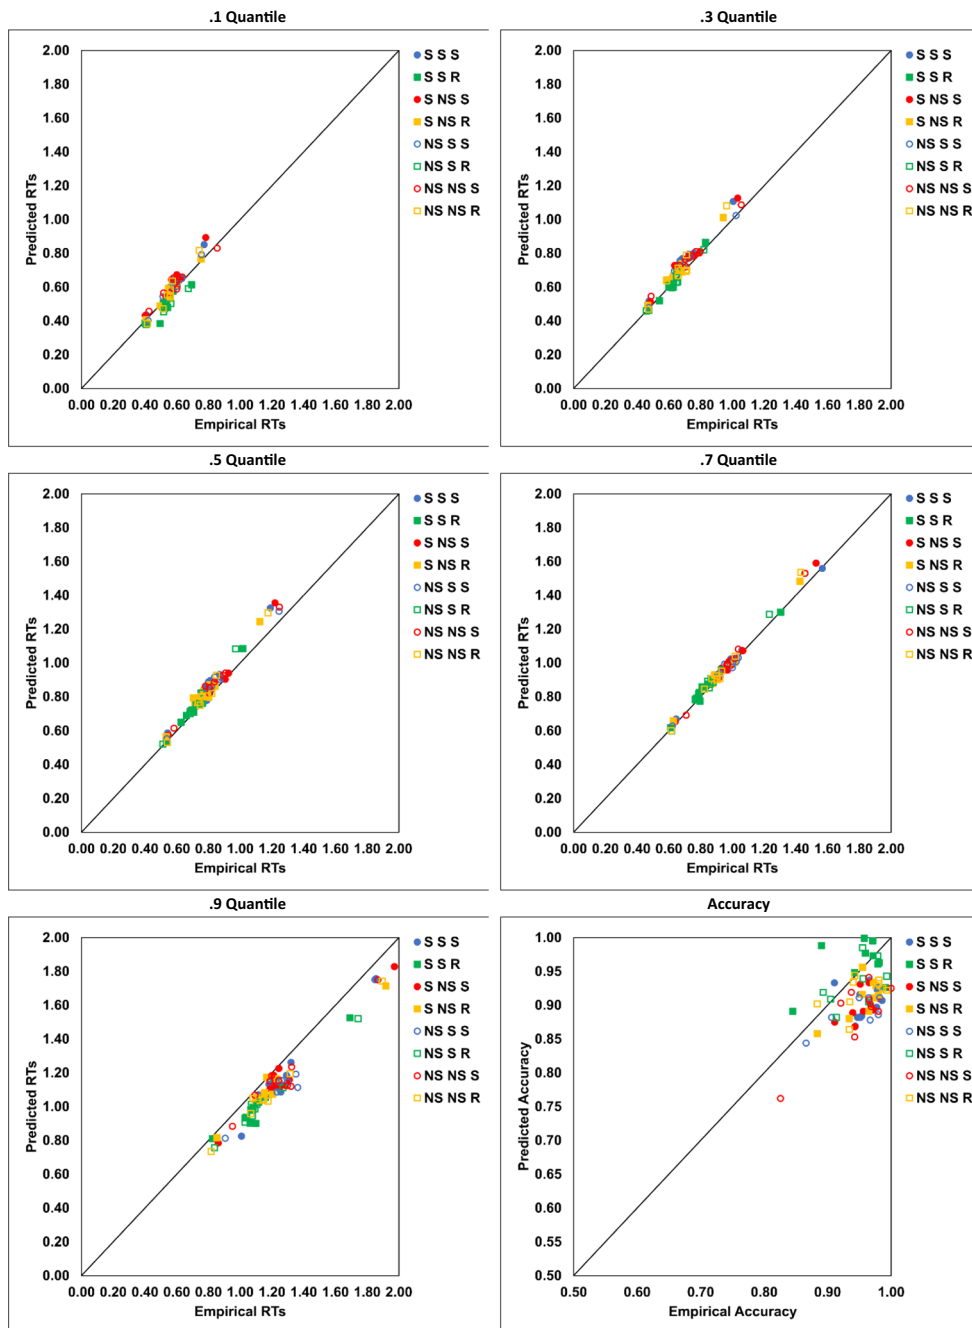 .1 Quantile
2.00
1.80
1.60
1.40
1.20
1.00
0.80
0.60
0.40
0.20
0.00
Predicted RTs
0.00 0.20 0.40 0.60 0.80 1.00 1.20 1.40 1.60 1.80 2.00
Empirical RTs
S S S
S S R
S NS S
S NS R
NS S S
NS S R
NS NS S
NS NS R
.3 Quantile
2.00
1.80
1.60
1.40
1.20
1.00
0.80
0.60
0.40
0.20
0.00
Predicted RTs
0.00 0.20 0.40 0.60 0.80 1.00 1.20 1.40 1.60 1.80 2.00
Empirical RTs
S S S
S S R
S NS S
S NS R
NS S S
NS S R
NS NS S
NS NS R
.5 Quantile
2.00
1.80
1.60
1.40
1.20
1.00
0.80
0.60
0.40
0.20
0.00
Predicted RTs
0.00 0.20 0.40 0.60 0.80 1.00 1.20 1.40 1.60 1.80 2.00
Empirical RTs
S S S
S S R
S NS S
S NS R
NS S S
NS S R
NS NS S
NS NS R
.7 Quantile
2.00
1.80
1.60
1.40
1.20
1.00
0.80
0.60
0.40
0.20
0.00
Predicted RTs
0.00 0.20 0.40 0.60 0.80 1.00 1.20 1.40 1.60 1.80 2.00
Empirical RTs
S S S
S S R
S NS S
S NS R
NS S S
NS S R
NS NS S
NS NS R
.9 Quantile
2.00
1.80
1.60
1.40
1.20
1.00
0.80
0.60
0.40
0.20
0.00
Predicted RTs
0.00 0.20 0.40 0.60 0.80 1.00 1.20 1.40 1.60 1.80 2.00
Empirical RTs
S S S
S S R
S NS S
S NS R
NS S S
NS S R
NS NS S
NS NS R
Accuracy
1.00
0.95
0.90
0.85
0.80
0.75
0.70
0.65
0.60
0.55
0.50
Predicted Accuracy
0.50 0.60 0.70 0.80 0.90 1.00
Empirical Accuracy
S S S
S S R
S NS S
S NS R
NS S S
NS S R
NS NS S
NS NS R